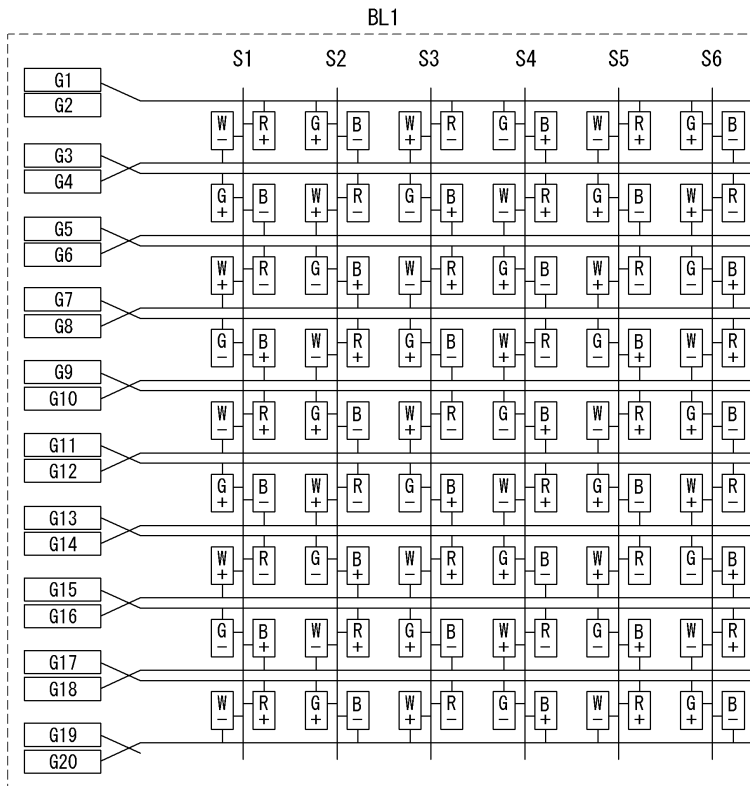 BL1
S1 S2 S3 S4 S5 S6
G1
G2
W R G B W R G B W R G B
− + + − + − − + − + + −
G3
G4
G B W R G B W R G B W R
+ − + − − + − + + − + −
G5
G6
W R G B W R G B W R G B
+ − − + − + + − + − − +
G7
G8
G B W R G B W R G B W R
− + − + + − + − − + − +
G9
G10
W R G B W R G B W R G B
− + + − + − − + − + + −
G11
G12
G B W R G B W R G B W R
+ − + − − + − + + − + −
G13
G14
W R G B W R G B W R G B
+ − − + − + + − + − − +
G15
G16
G B W R G B W R G B W R
− + − + + − + − − + − +
G17
G18
W R G B W R G B W R G B
− + + − + − − + − + + −
G19
G20